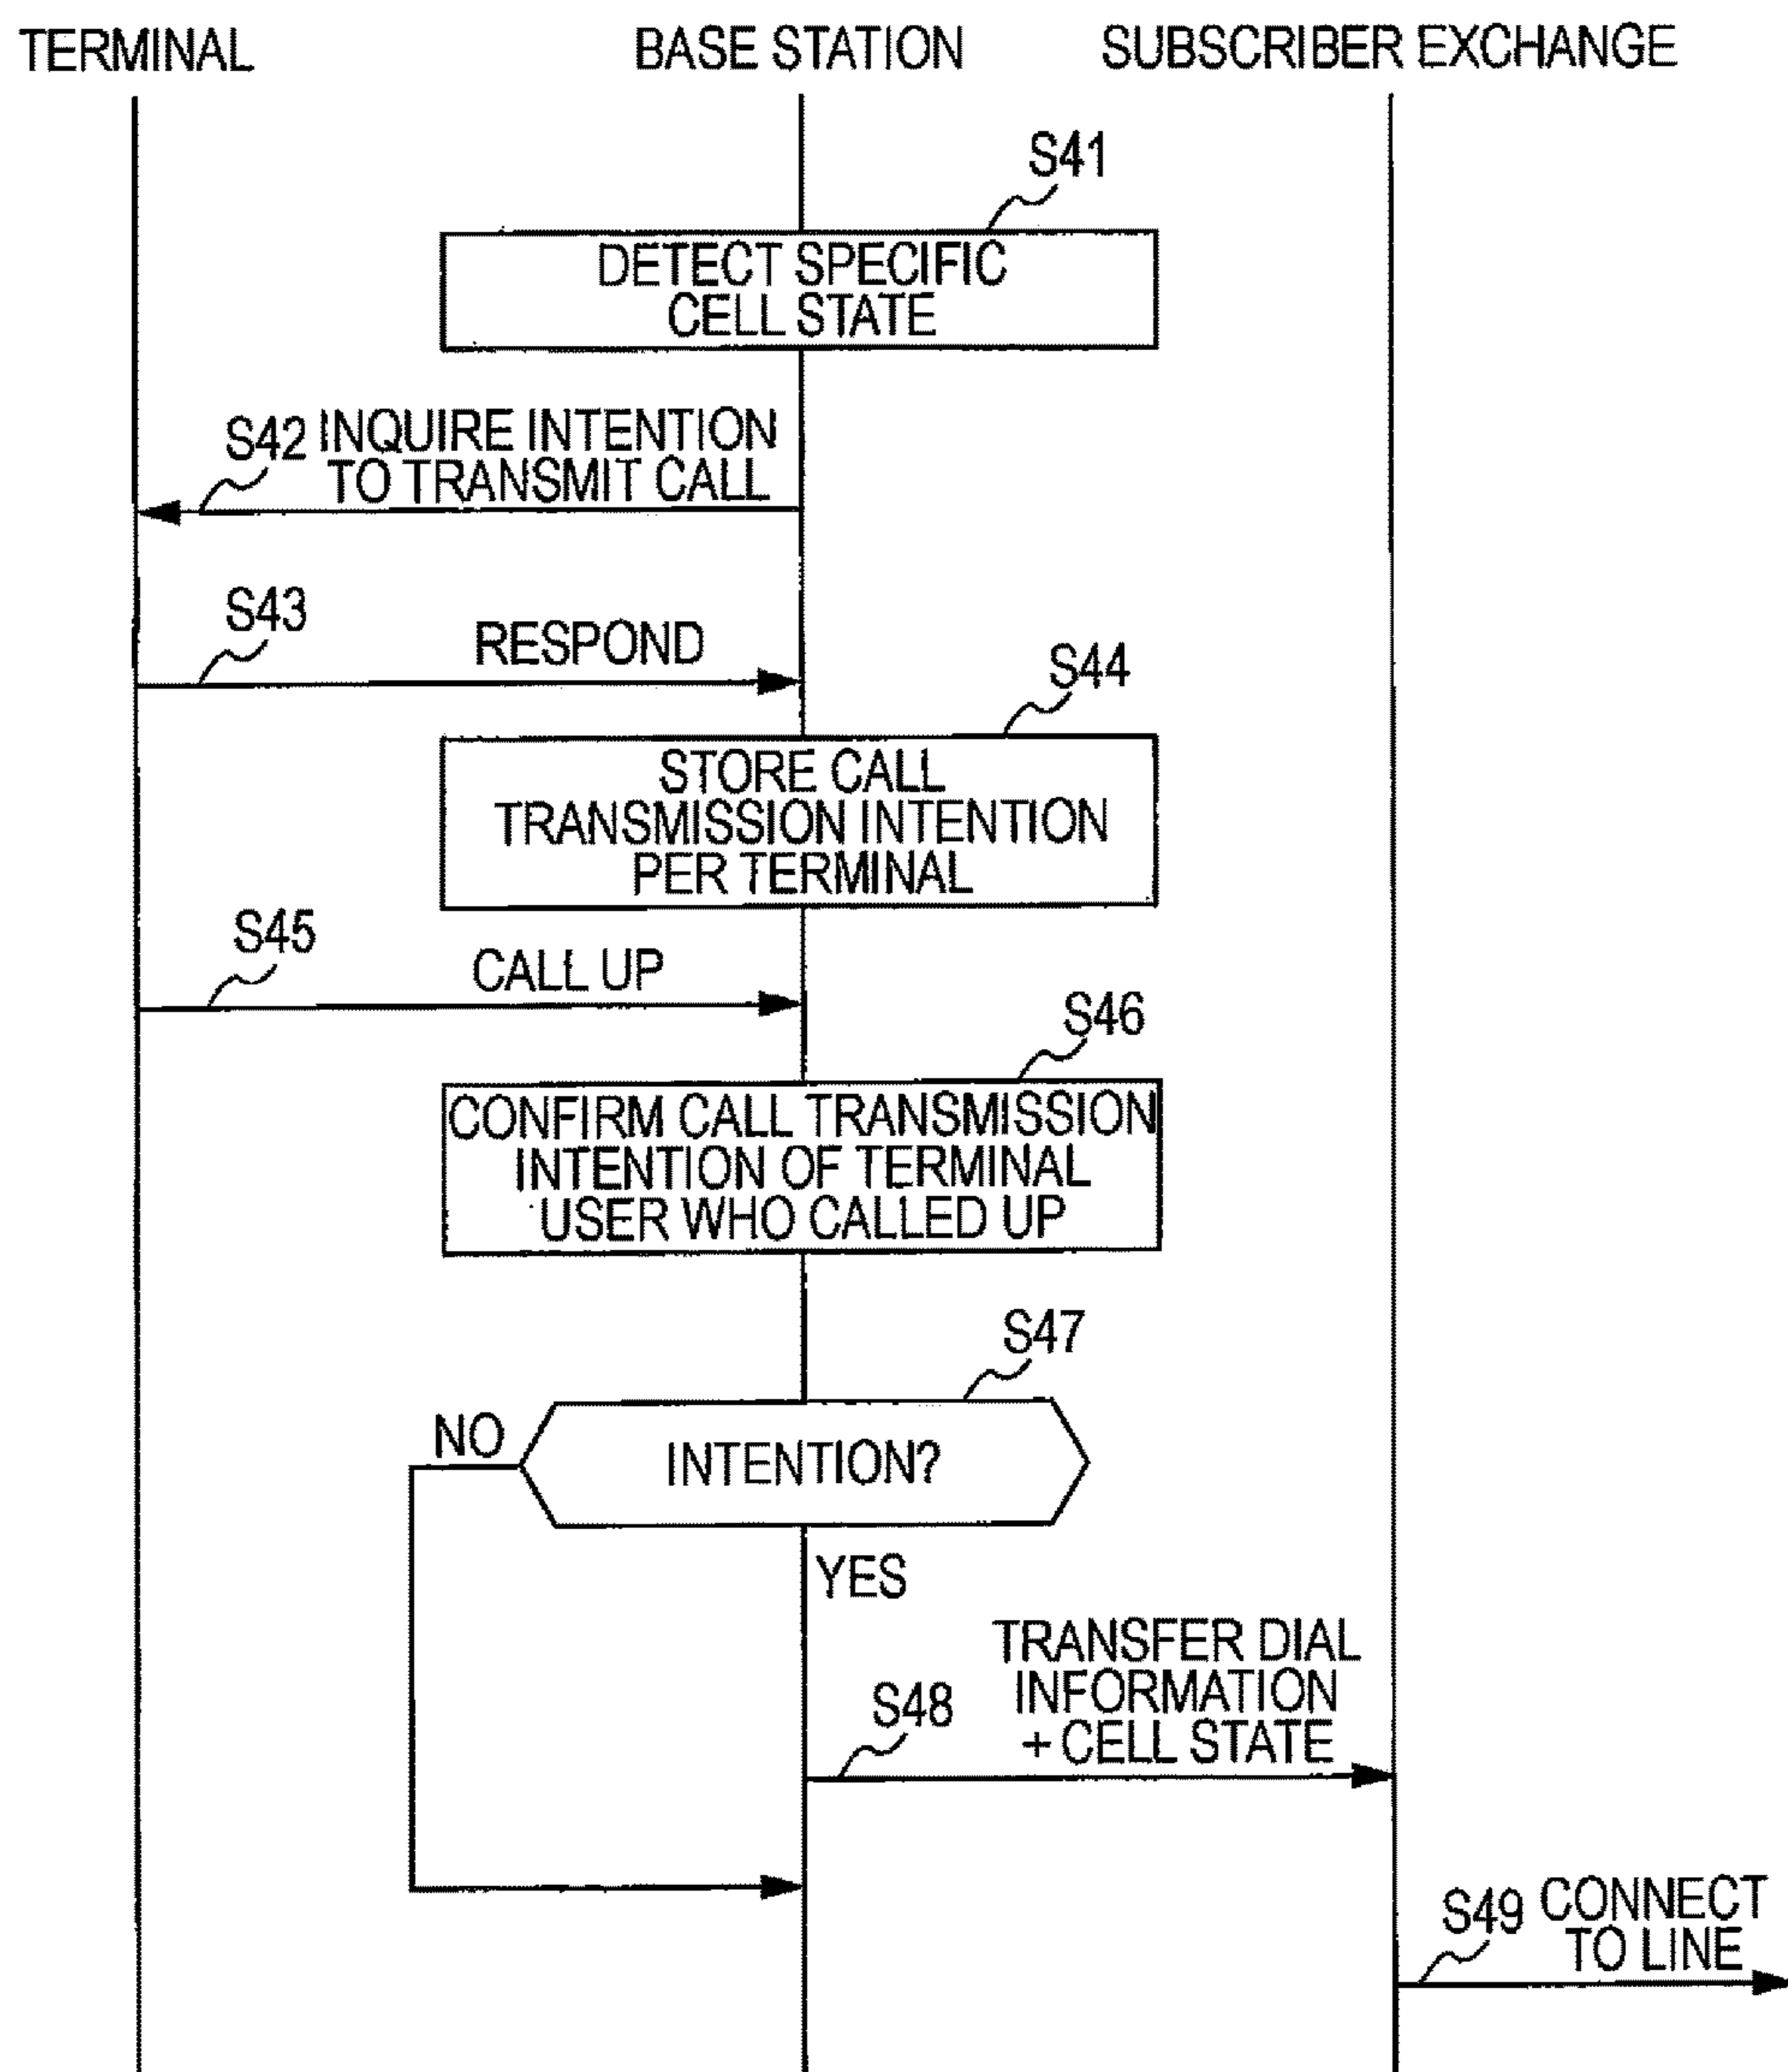 TERMINAL
BASE STATION
SUBSCRIBER EXCHANGE
S41
DETECT SPECIFIC
CELL STATE
S42
INQUIRE INTENTION
TO TRANSMIT CALL
S43
RESPOND
S44
STORE CALL
TRANSMISSION INTENTION
PER TERMINAL
S45
CALL UP
S46
CONFIRM CALL TRANSMISSION
INTENTION OF TERMINAL
USER WHO CALLED UP
S47
NO
INTENTION?
YES
TRANSFER DIAL
INFORMATION
+ CELL STATE
S48
S49
CONNECT
TO LINE